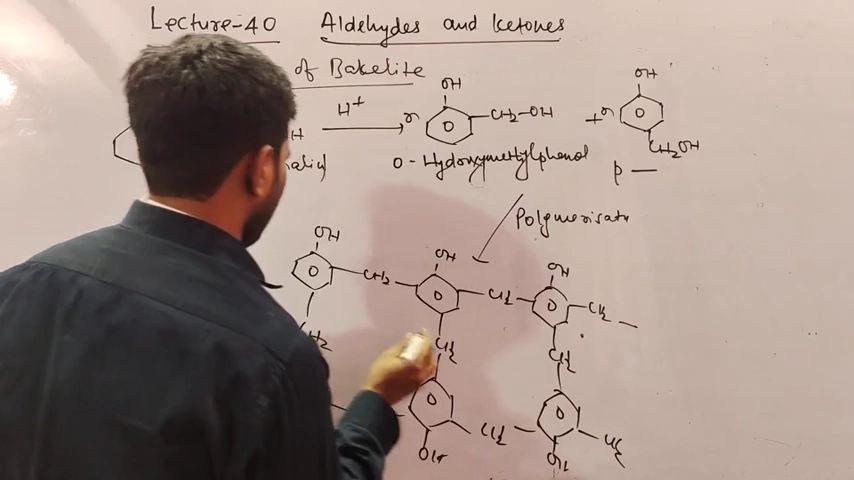 Lecture-40 Aldehydes and Ketones
of Bakelite
OH OH
H H+ n CH2-OH + n CH2OH
o-Hydroxymethylphenol p —
Polymerisatn
OH OH OH
CH2 CH2 CH2
CH2 CH2 CH2
CH2
OH OH